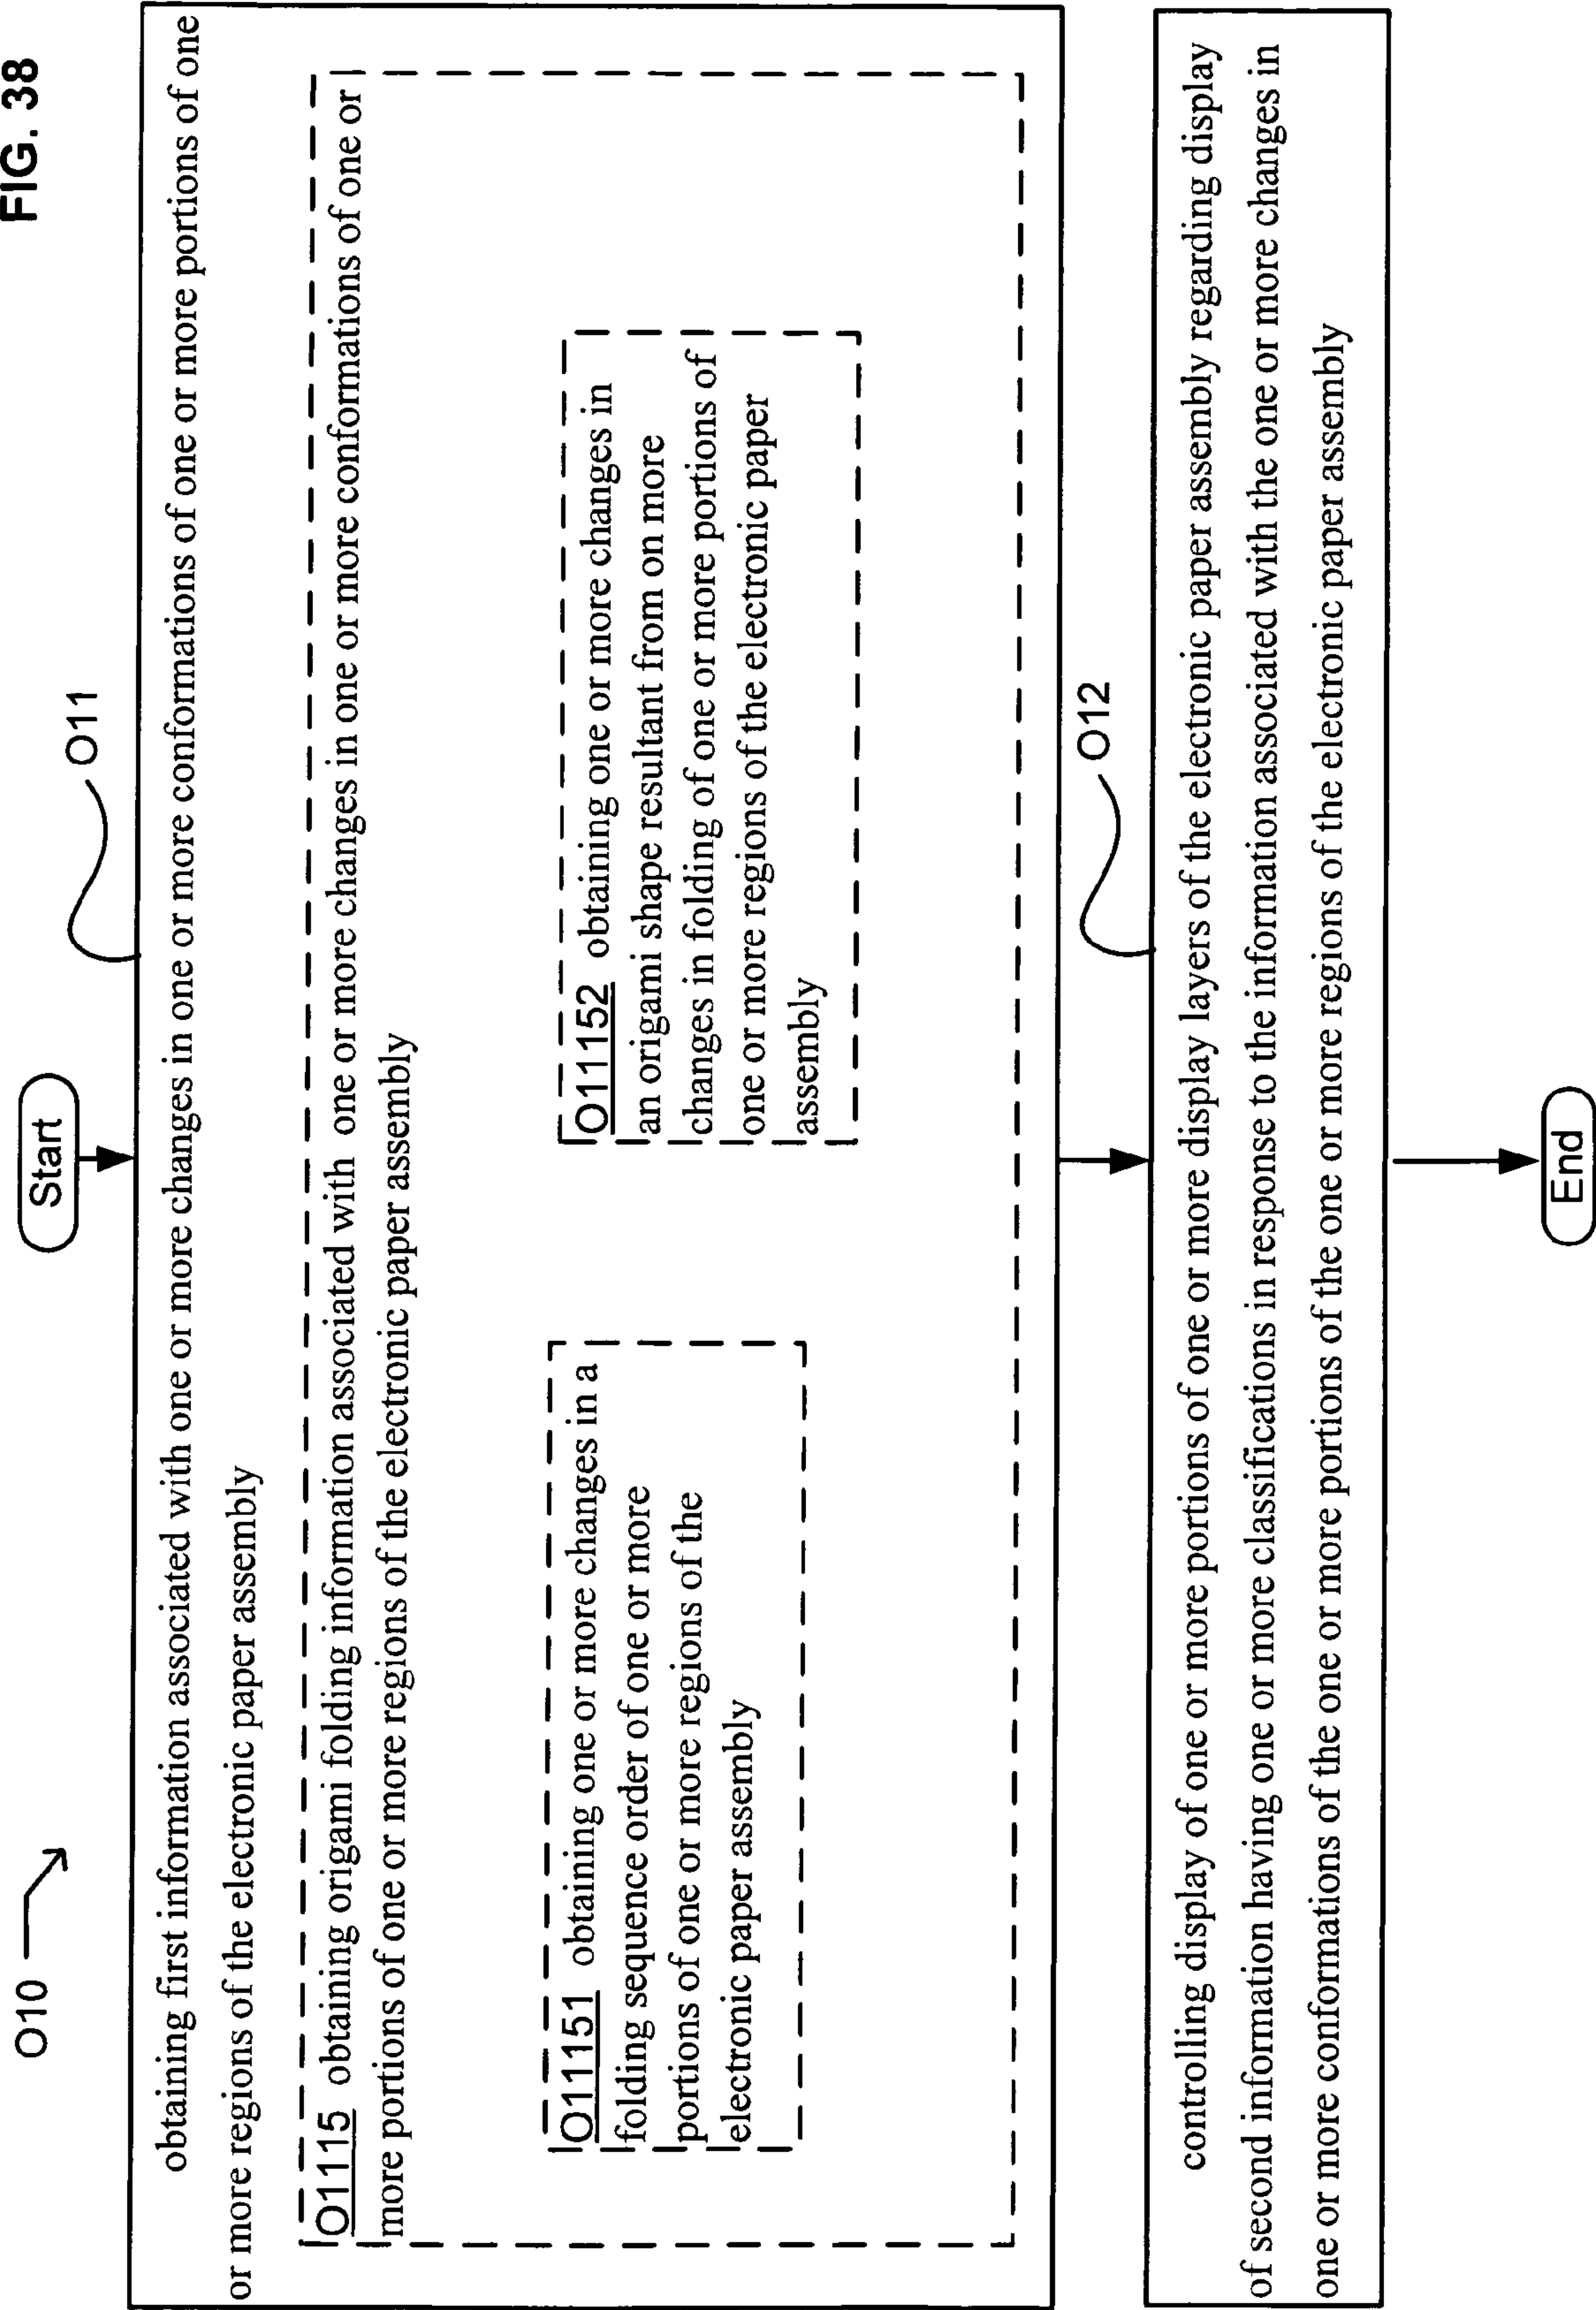 FIG. 38
O10
Start
O11
obtaining first information associated with one or more changes in one or more conformations of one or more portions of one
or more regions of the electronic paper assembly
O1115 obtaining origami folding information associated with one or more changes in one or more conformations of one or
more portions of one or more regions of the electronic paper assembly
O11151 obtaining one or more changes in a
folding sequence order of one or more
portions of one or more regions of the
electronic paper assembly
O11152 obtaining one or more changes in
an origami shape resultant from on more
changes in folding of one or more portions of
one or more regions of the electronic paper
assembly
O12
controlling display of one or more portions of one or more display layers of the electronic paper assembly regarding display
of second information having one or more classifications in response to the information associated with the one or more changes in
one or more conformations of the one or more portions of the one or more regions of the electronic paper assembly
End